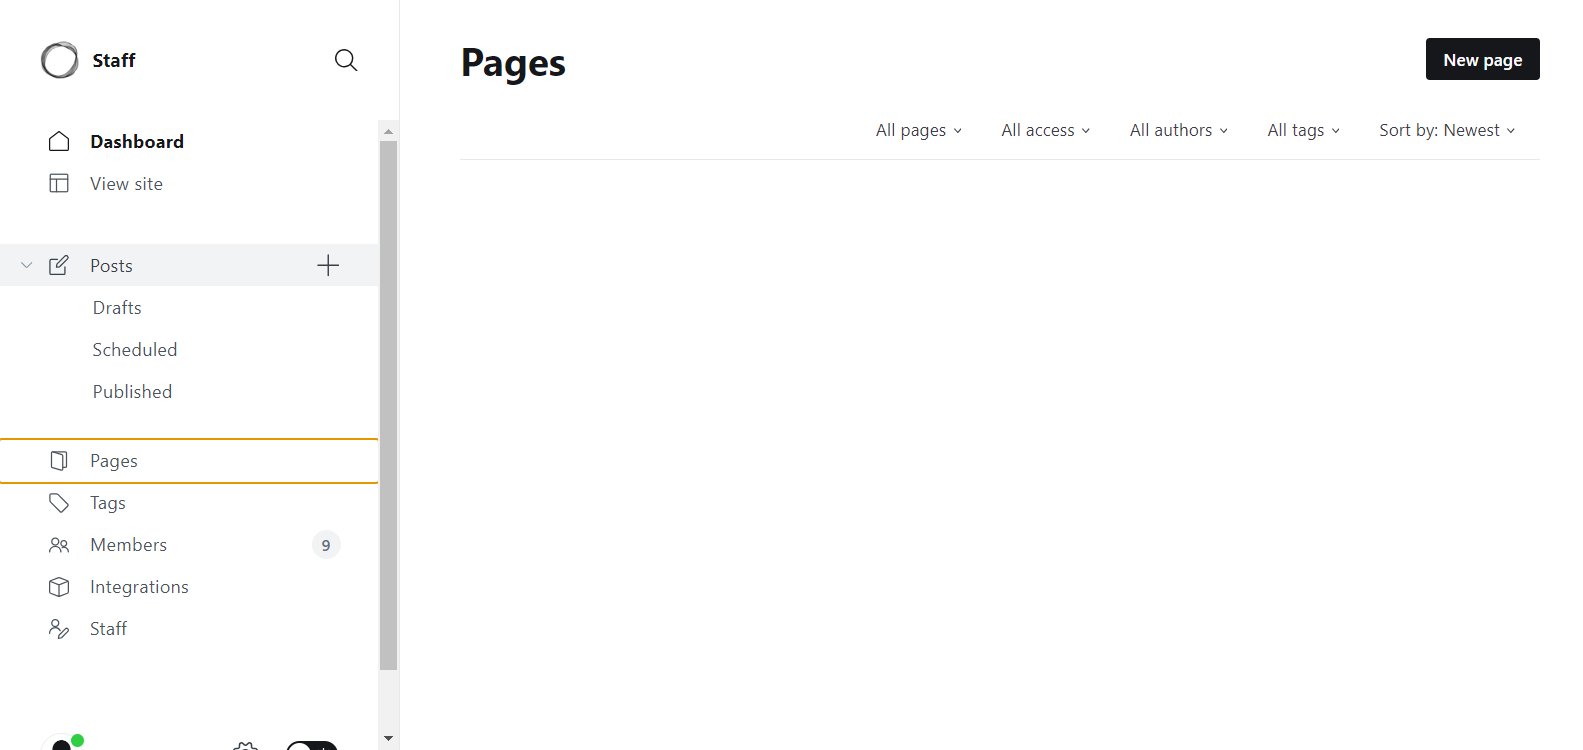 Staff
Dashboard
View site
Posts
Drafts
Scheduled
Published
Pages
Tags
Members 9
Integrations
Staff
Pages
New page
All pages All access All authors All tags Sort by: Newest